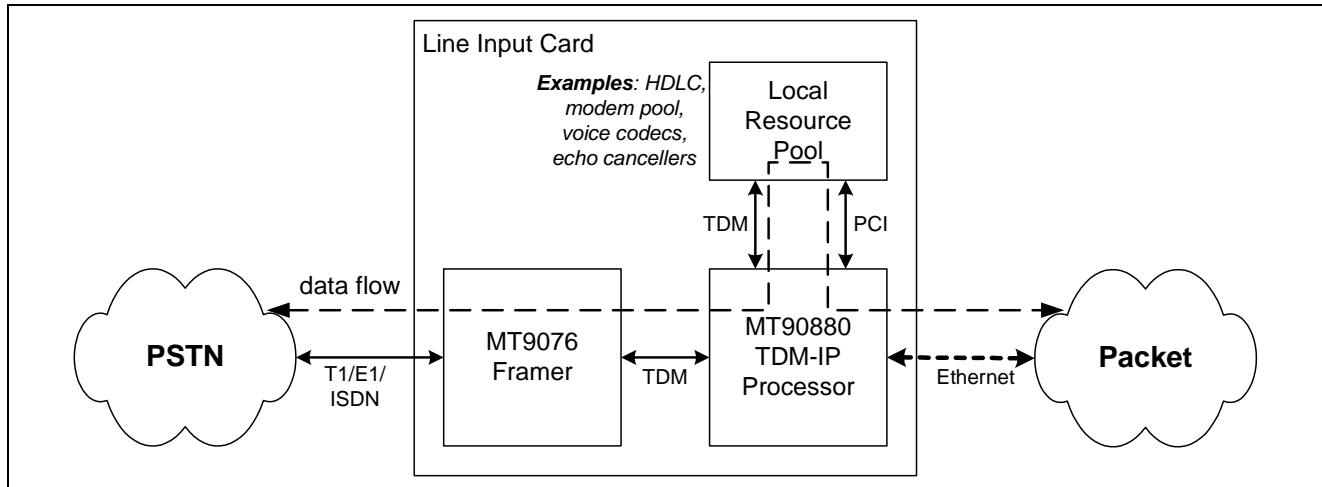 Line Input Card
Examples: HDLC,
modem pool,
voice codecs,
echo cancellers
Local
Resource
Pool
TDM
PCI
data flow
PSTN
T1/E1/
ISDN
MT9076
Framer
TDM
MT90880
TDM-IP
Processor
Ethernet
Packet